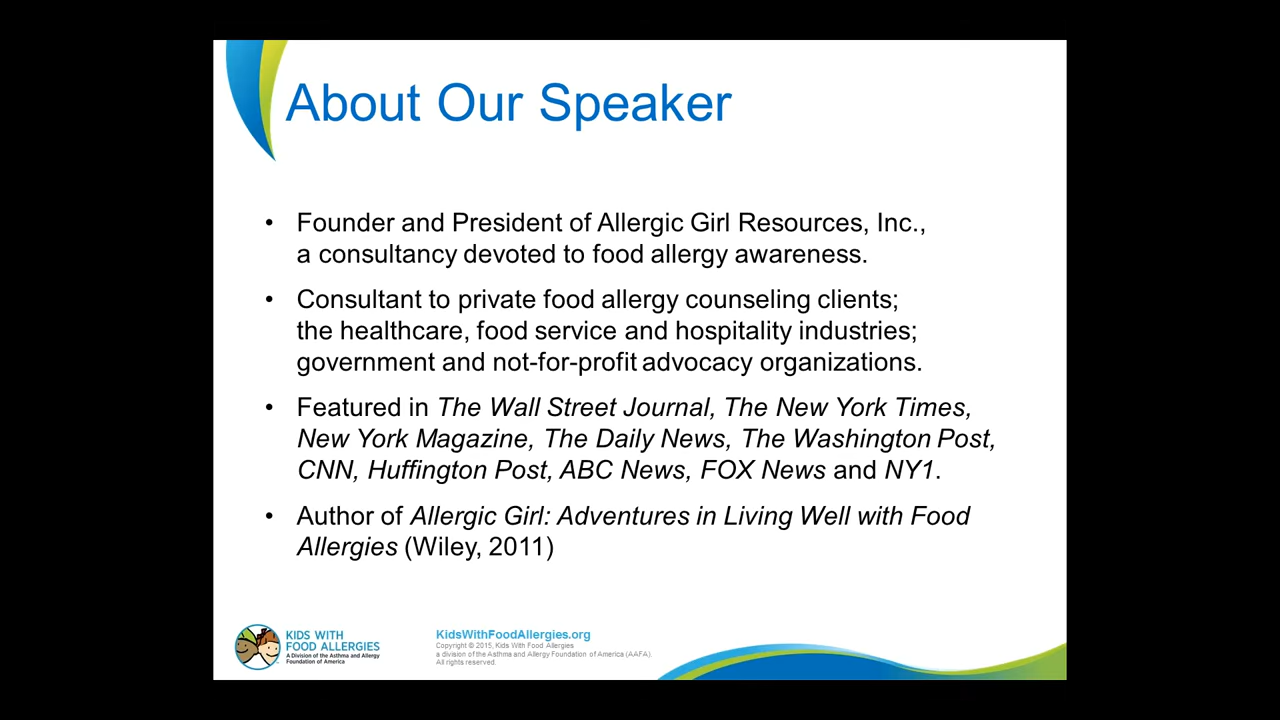 About Our Speaker
• Founder and President of Allergic Girl Resources, Inc.,
a consultancy devoted to food allergy awareness.
• Consultant to private food allergy counseling clients;
the healthcare, food service and hospitality industries;
government and not-for-profit advocacy organizations.
• Featured in The Wall Street Journal, The New York Times,
New York Magazine, The Daily News, The Washington Post,
CNN, Huffington Post, ABC News, FOX News and NY1.
• Author of Allergic Girl: Adventures in Living Well with Food
Allergies (Wiley, 2011)
KIDS WITH
FOOD ALLERGIES
A Division of the Asthma and Allergy
Foundation of America
KidsWithFoodAllergies.org
Copyright © 2015, Kids With Food Allergies
a division of the Asthma and Allergy Foundation of America (AAFA).
All rights reserved.